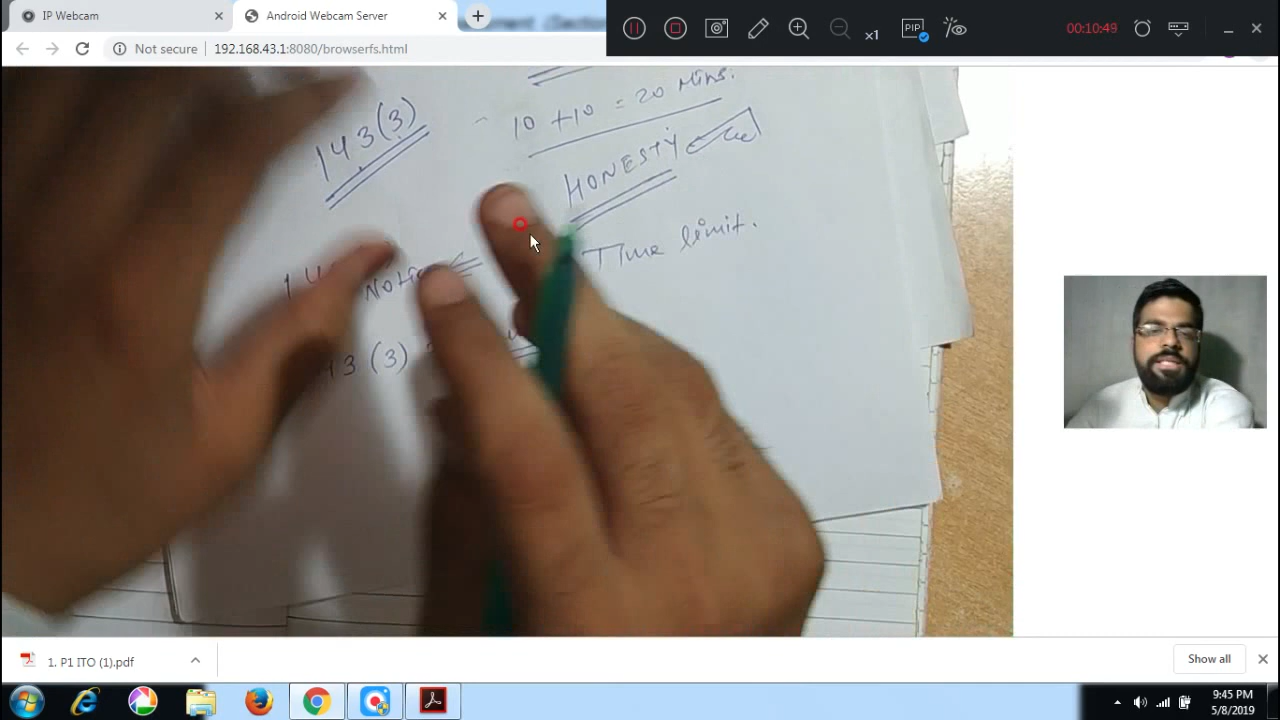 IP Webcam
Android Webcam Server
Not secure
192.168.43.1:8080/browserfs.html
x1
PIP
00:10:49
143(3)
10 + 10 = 20 Mins.
HONESTY
Time limit.
(3)
1. P1 ITO (1).pdf
Show all
9:45 PM
5/8/2019